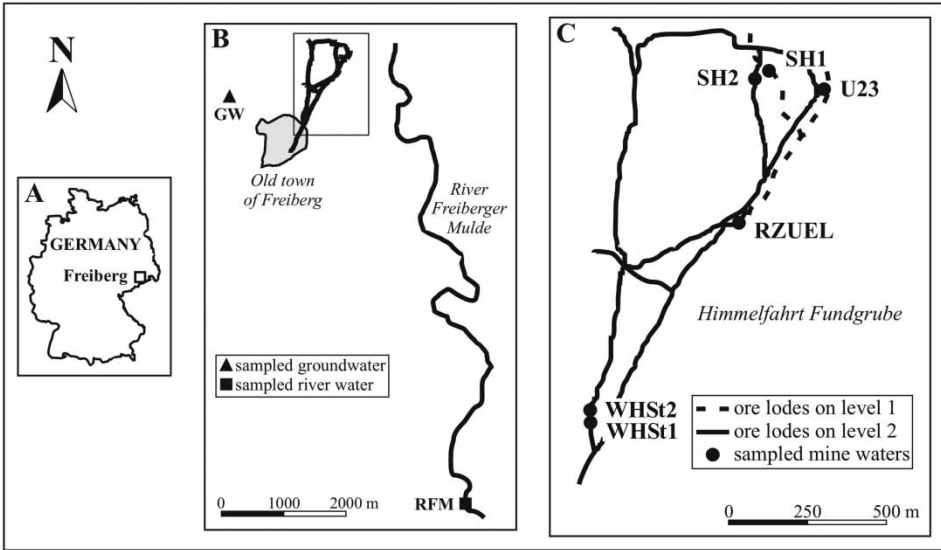 N
A
GERMANY
Freiberg
B
GW
Old town
of Freiberg
River
Freiberger
Mulde
sampled groundwater
sampled river water
0 1000 2000 m
RFM
C
SH1
SH2
U23
RZUEL
Himmelfahrt Fundgrube
WHSt2
WHSt1
ore lodes on level 1
ore lodes on level 2
sampled mine waters
0 250 500 m